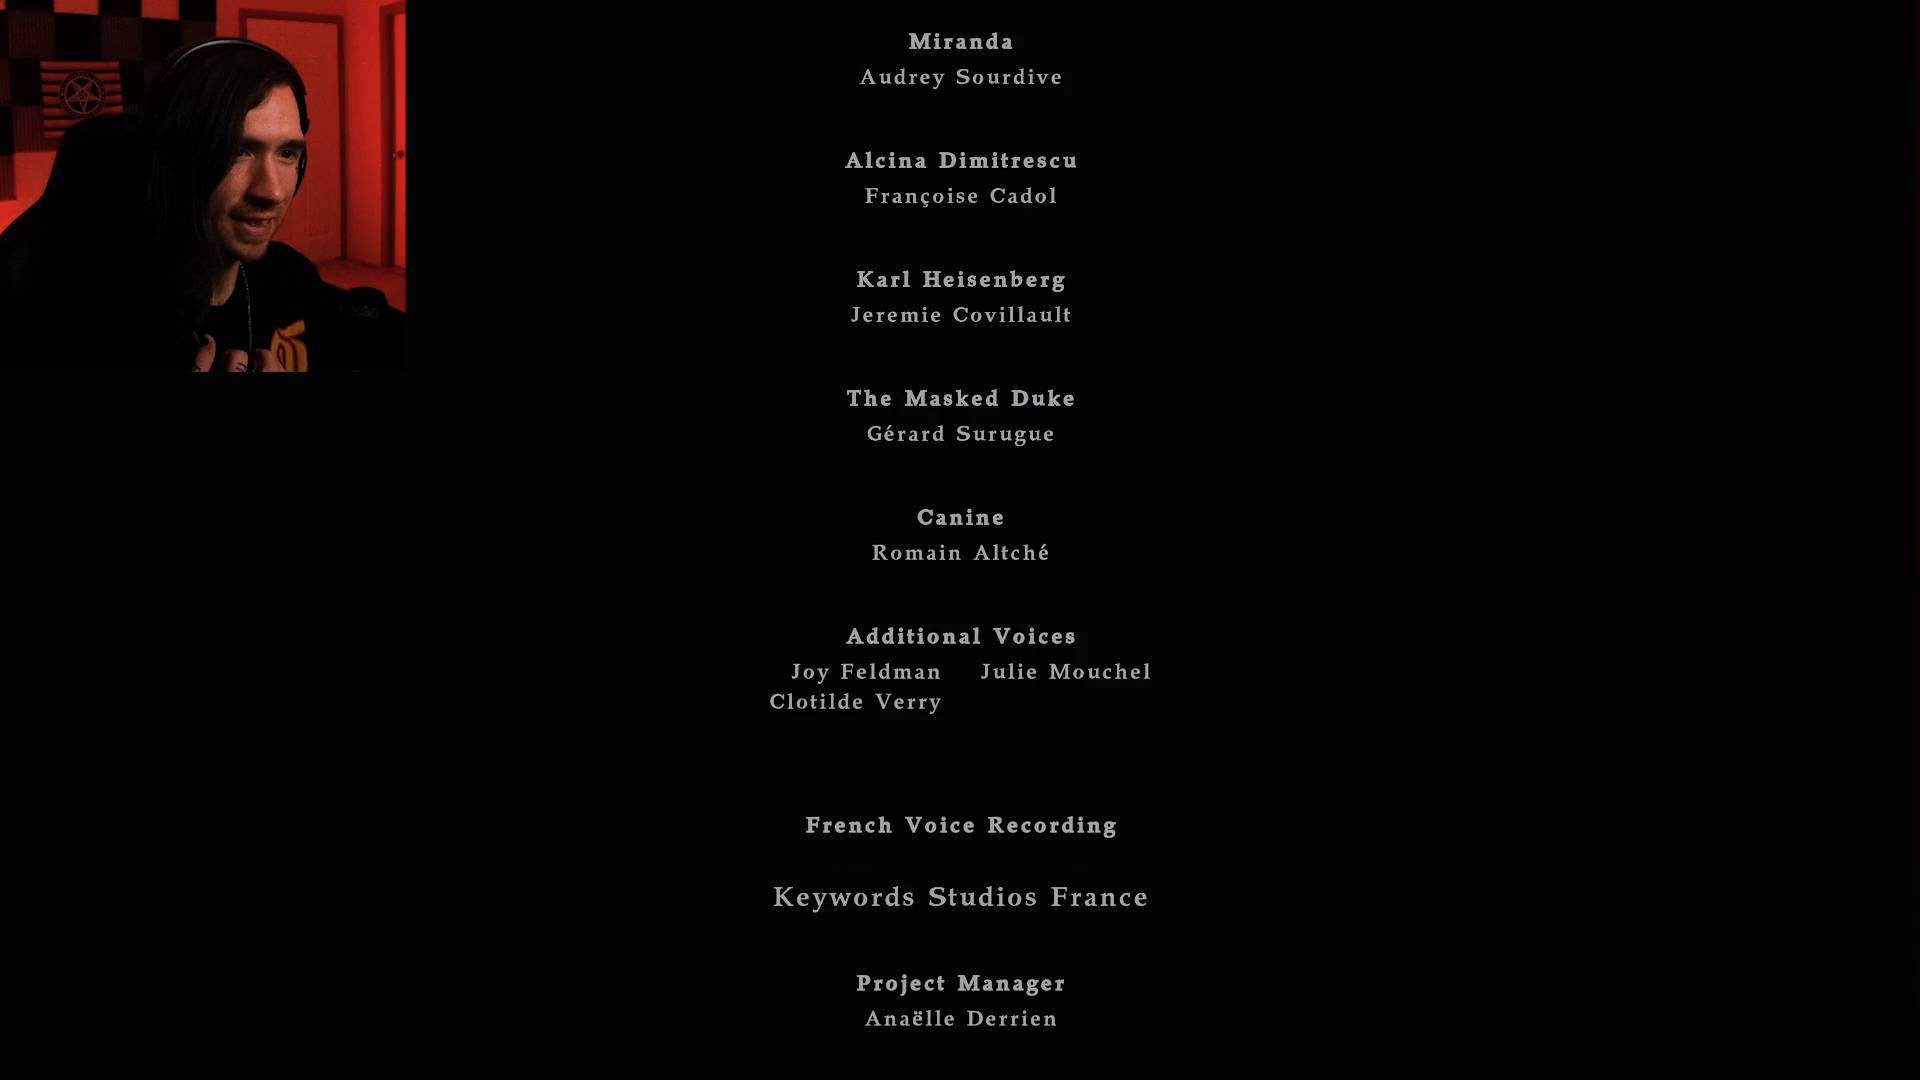 Miranda
Audrey Sourdive
Alcina Dimitrescu
Françoise Cadol
Karl Heisenberg
Jeremie Covillault
The Masked Duke
Gérard Surugue
Canine
Romain Altché
Additional Voices
Joy Feldman Julie Mouchel
Clotilde Verry
French Voice Recording
Keywords Studios France
Project Manager
Anaëlle Derrien